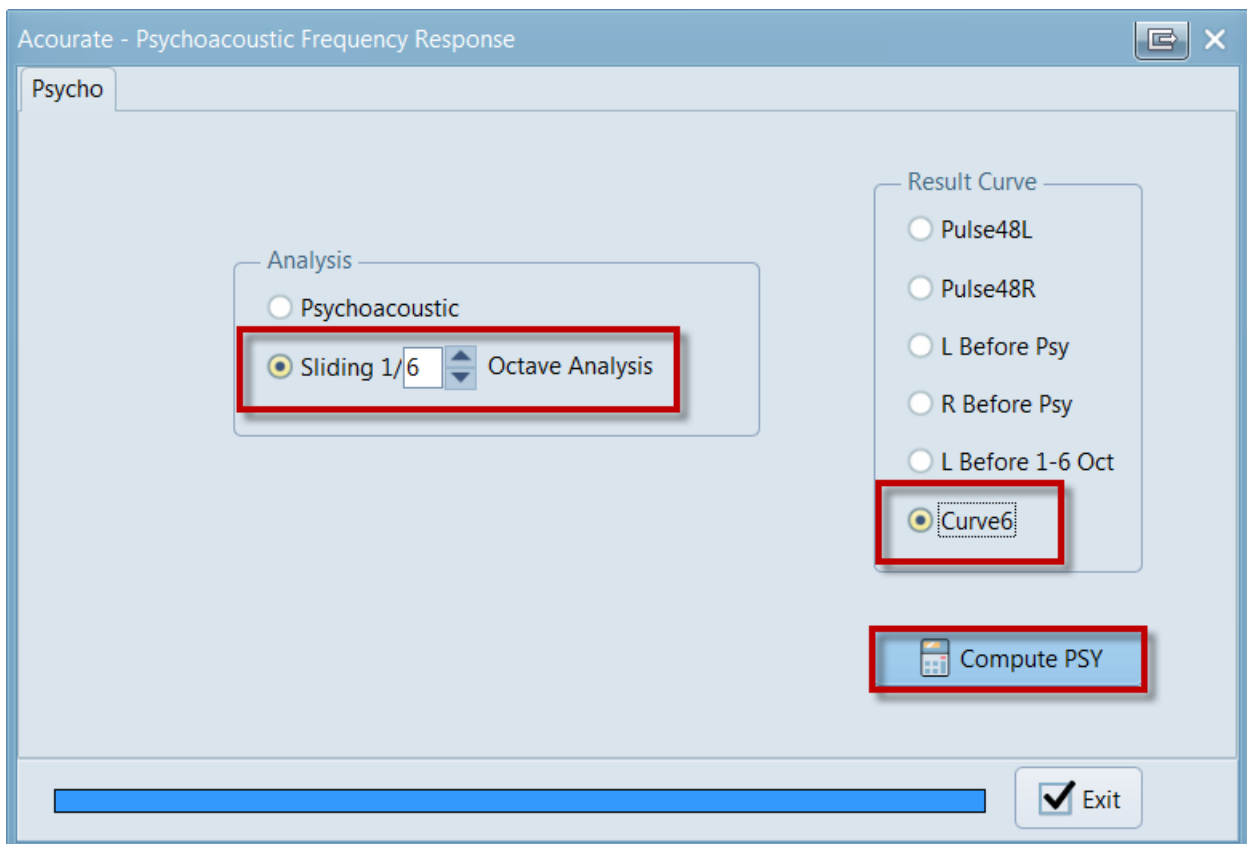 Acourate - Psychoacoustic Frequency Response
Psycho
Analysis
Psychoacoustic
Sliding 1/6 Octave Analysis
Result Curve
Pulse48L
Pulse48R
L Before Psy
R Before Psy
L Before 1-6 Oct
Curve6
Compute PSY
Exit